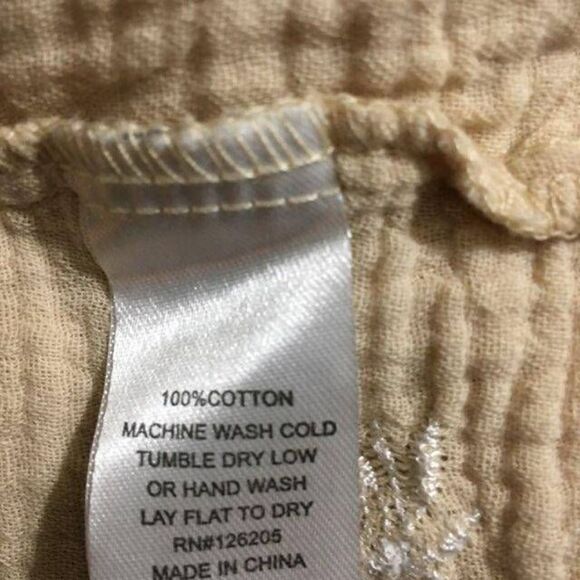 100%COTTON
MACHINE WASH COLD
TUMBLE DRY LOW
OR HAND WASH
LAY FLAT TO DRY
RN#126205
MADE IN CHINA